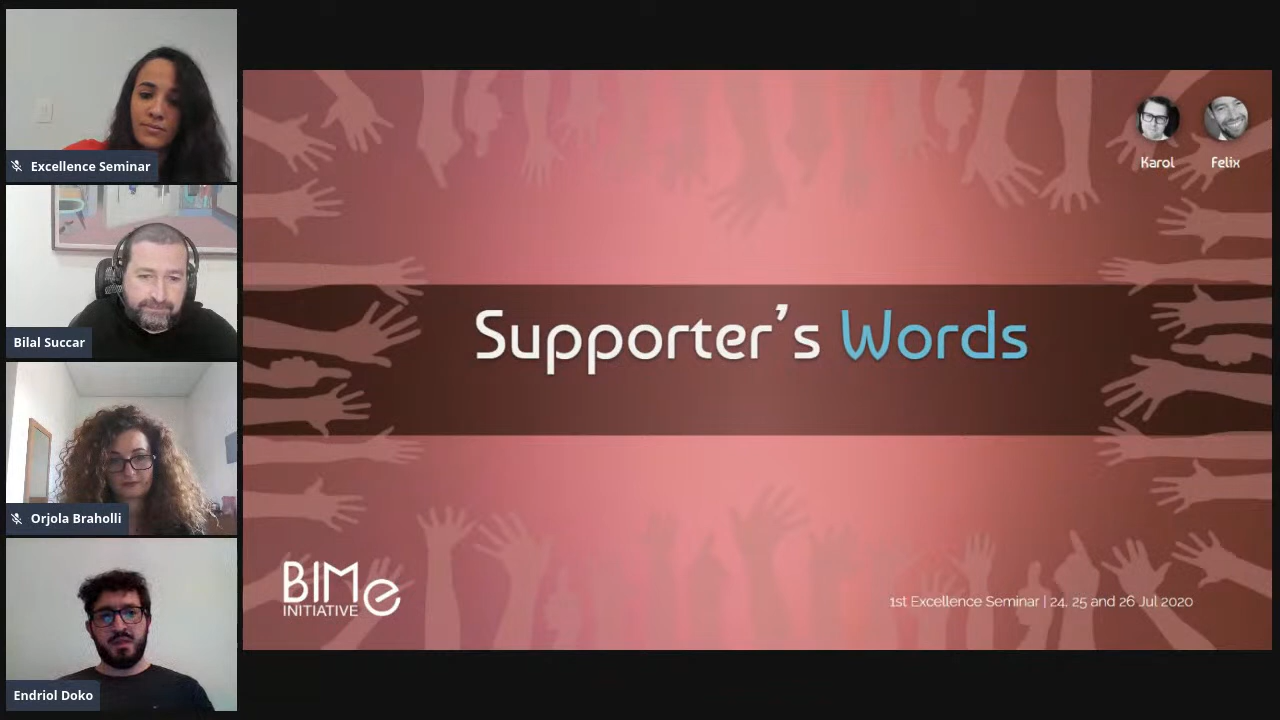 Excellence Seminar
Bilal Succar
Orjola Braholli
Endriol Doko
Karol
Felix
Supporter's Words
BIMe
INITIATIVE
1st Excellence Seminar | 24, 25 and 26 Jul 2020